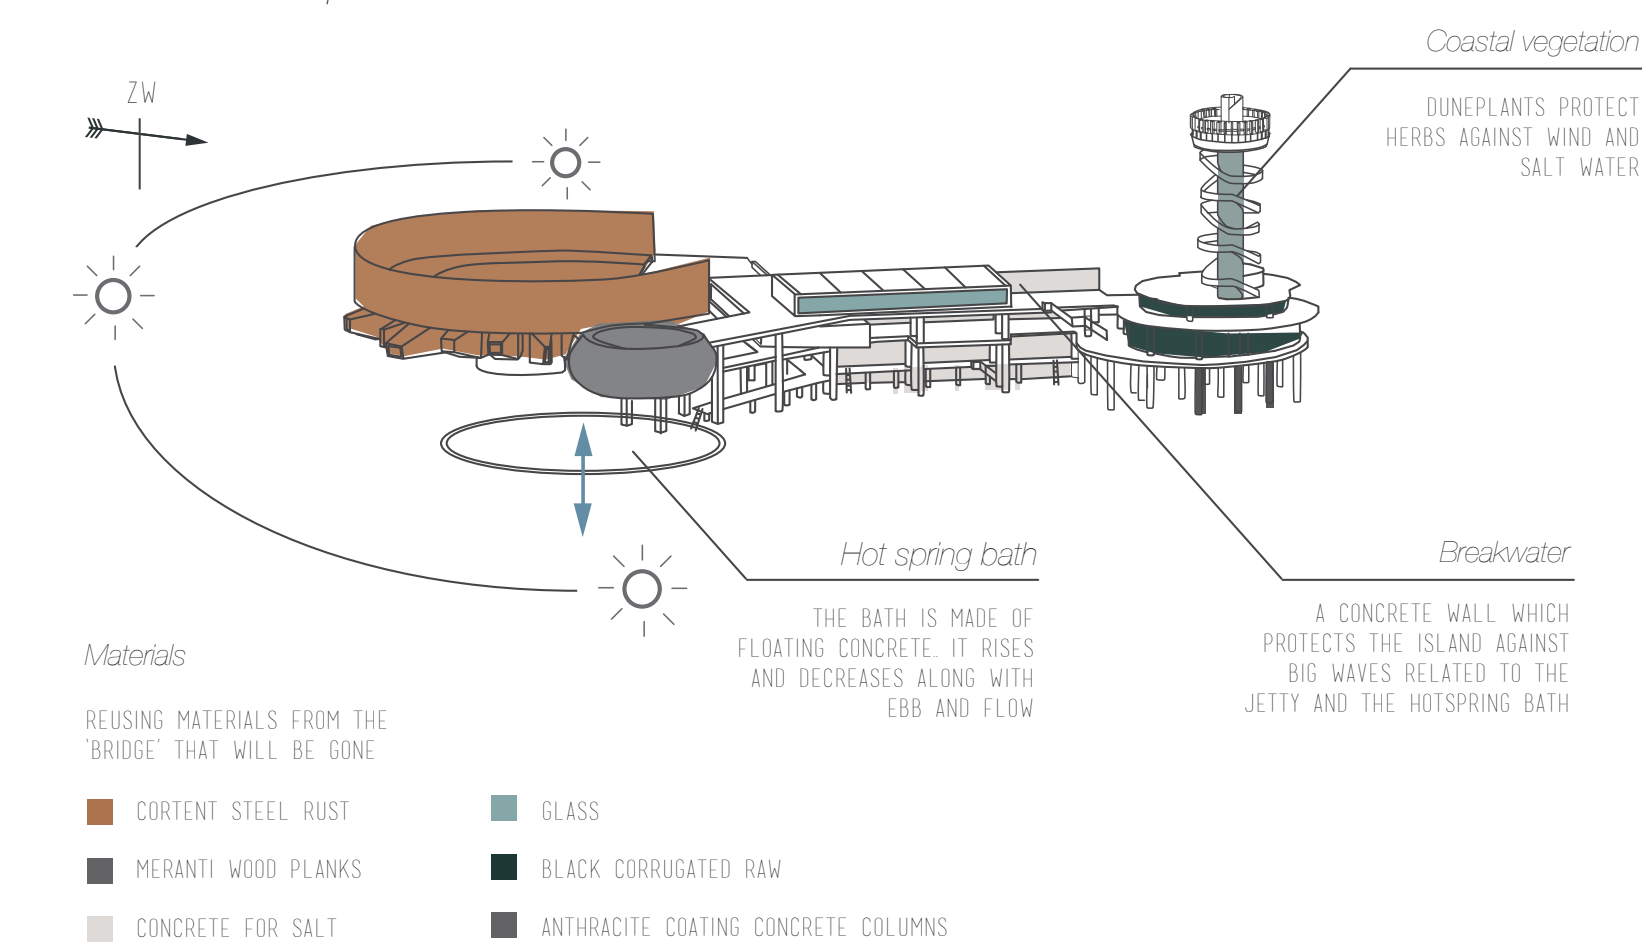 ZW
Coastal vegetation
DUNEPLANTS PROTECT
HERBS AGAINST WIND AND
SALT WATER
Hot spring bath
THE BATH IS MADE OF
FLOATING CONCRETE.. IT RISES
AND DECREASES ALONG WITH
EBB AND FLOW
Breakwater
A CONCRETE WALL WHICH
PROTECTS THE ISLAND AGAINST
BIG WAVES RELATED TO THE
JETTY AND THE HOTSPRING BATH
Materials
REUSING MATERIALS FROM THE
'BRIDGE' THAT WILL BE GONE
CORTENT STEEL RUST
MERANTI WOOD PLANKS
CONCRETE FOR SALT
GLASS
BLACK CORRUGATED RAW
ANTHRACITE COATING CONCRETE COLUMNS